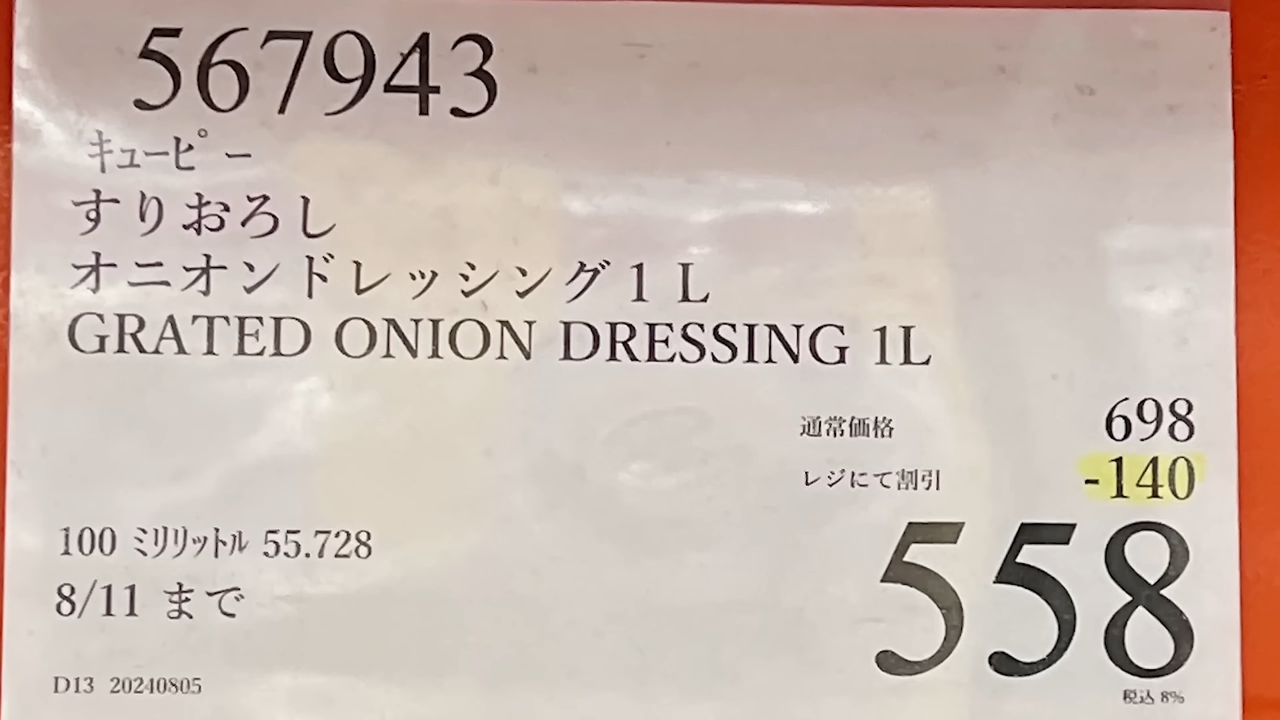 567943
ｷｭｰﾋﾟｰ
すりおろし
オニオンドレッシング1L
GRATED ONION DRESSING 1L
通常価格 698
レジにて割引 -140
558
100 ﾐﾘﾘｯﾄﾙ 55.728
8/11 まで
税込 8%
D13 20240805